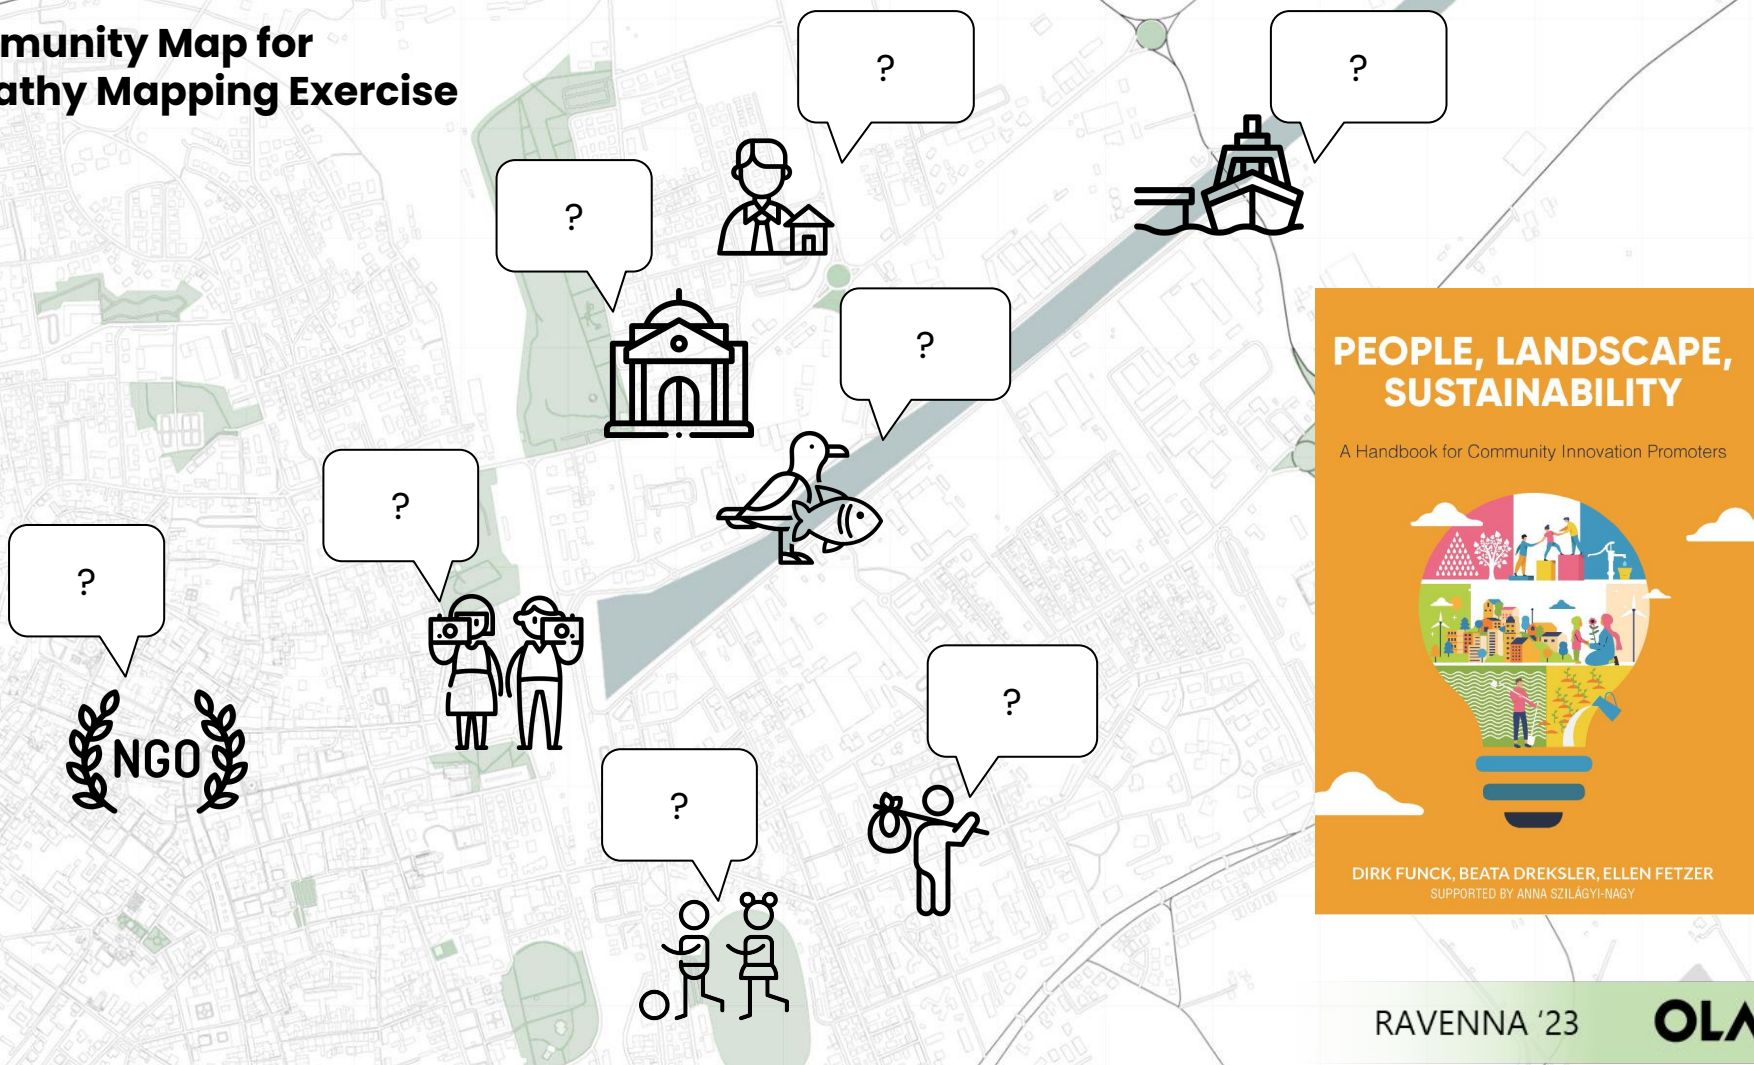 munity Map for
athy Mapping Exercise
?
?
?
?
?
?
?
?
NGO
?
PEOPLE, LANDSCAPE,
SUSTAINABILITY
A Handbook for Community Innovation Promoters
DIRK FUNCK, BEATA DREKSLER, ELLEN FETZER
SUPPORTED BY ANNA SZILÁGYI-NAGY
RAVENNA ‘23
OLA